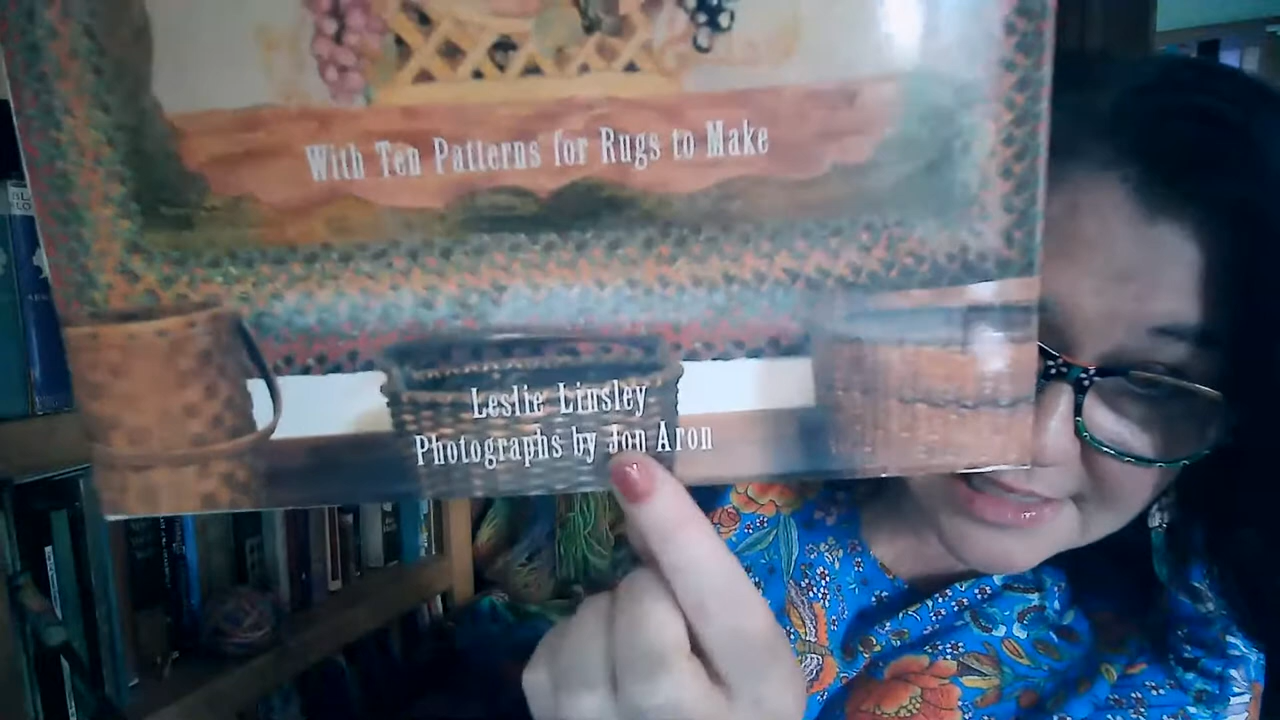 With Ten Patterns for Rugs to Make
Leslie Linsley
Photographs by Jon Aron